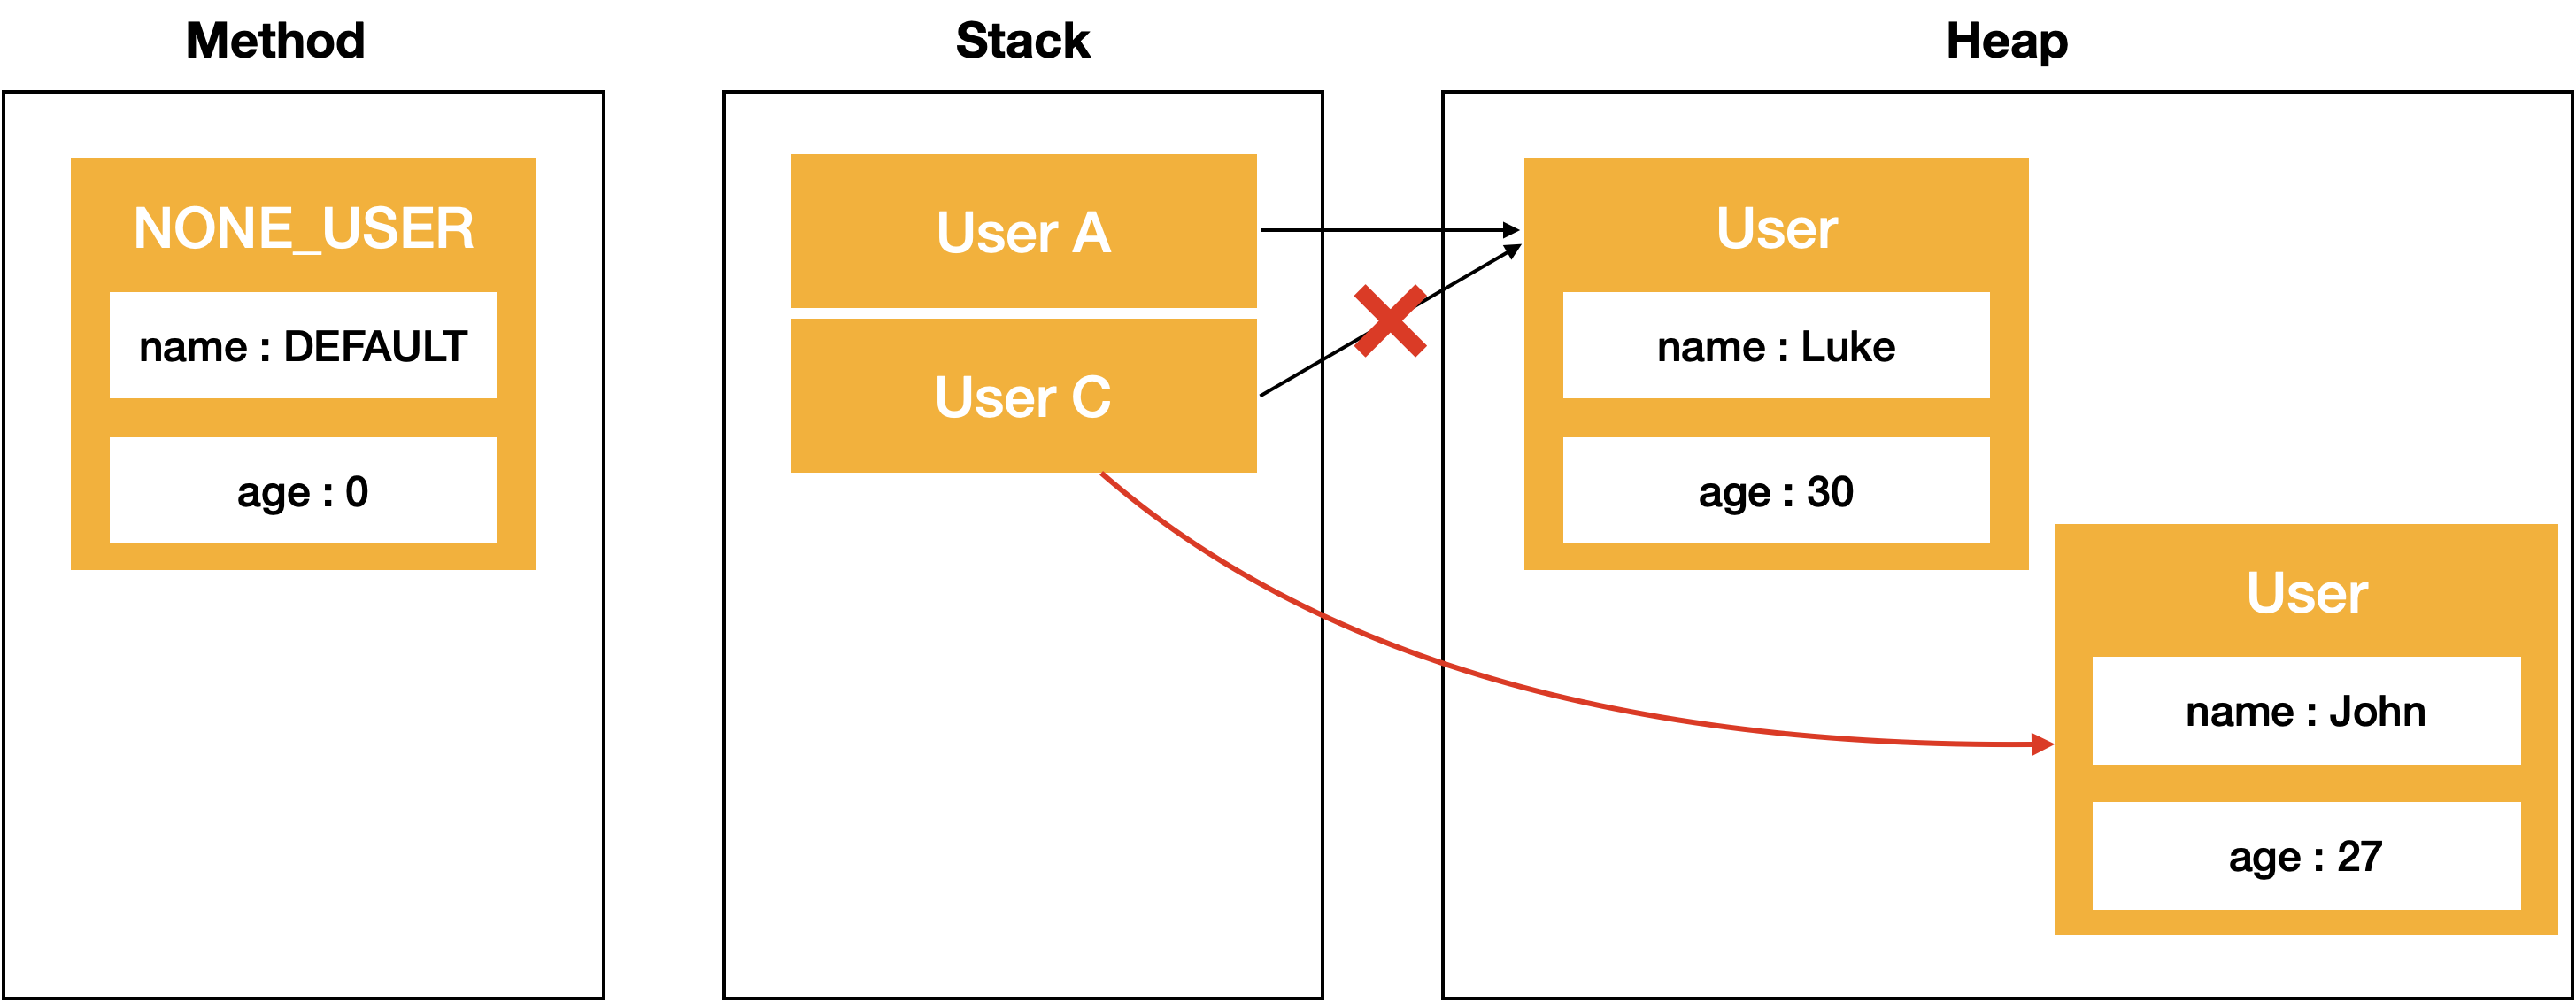 Method
NONE_USER
name : DEFAULT
age : 0
Stack
User A
User C
Heap
User
name : Luke
age : 30
User
name : John
age : 27